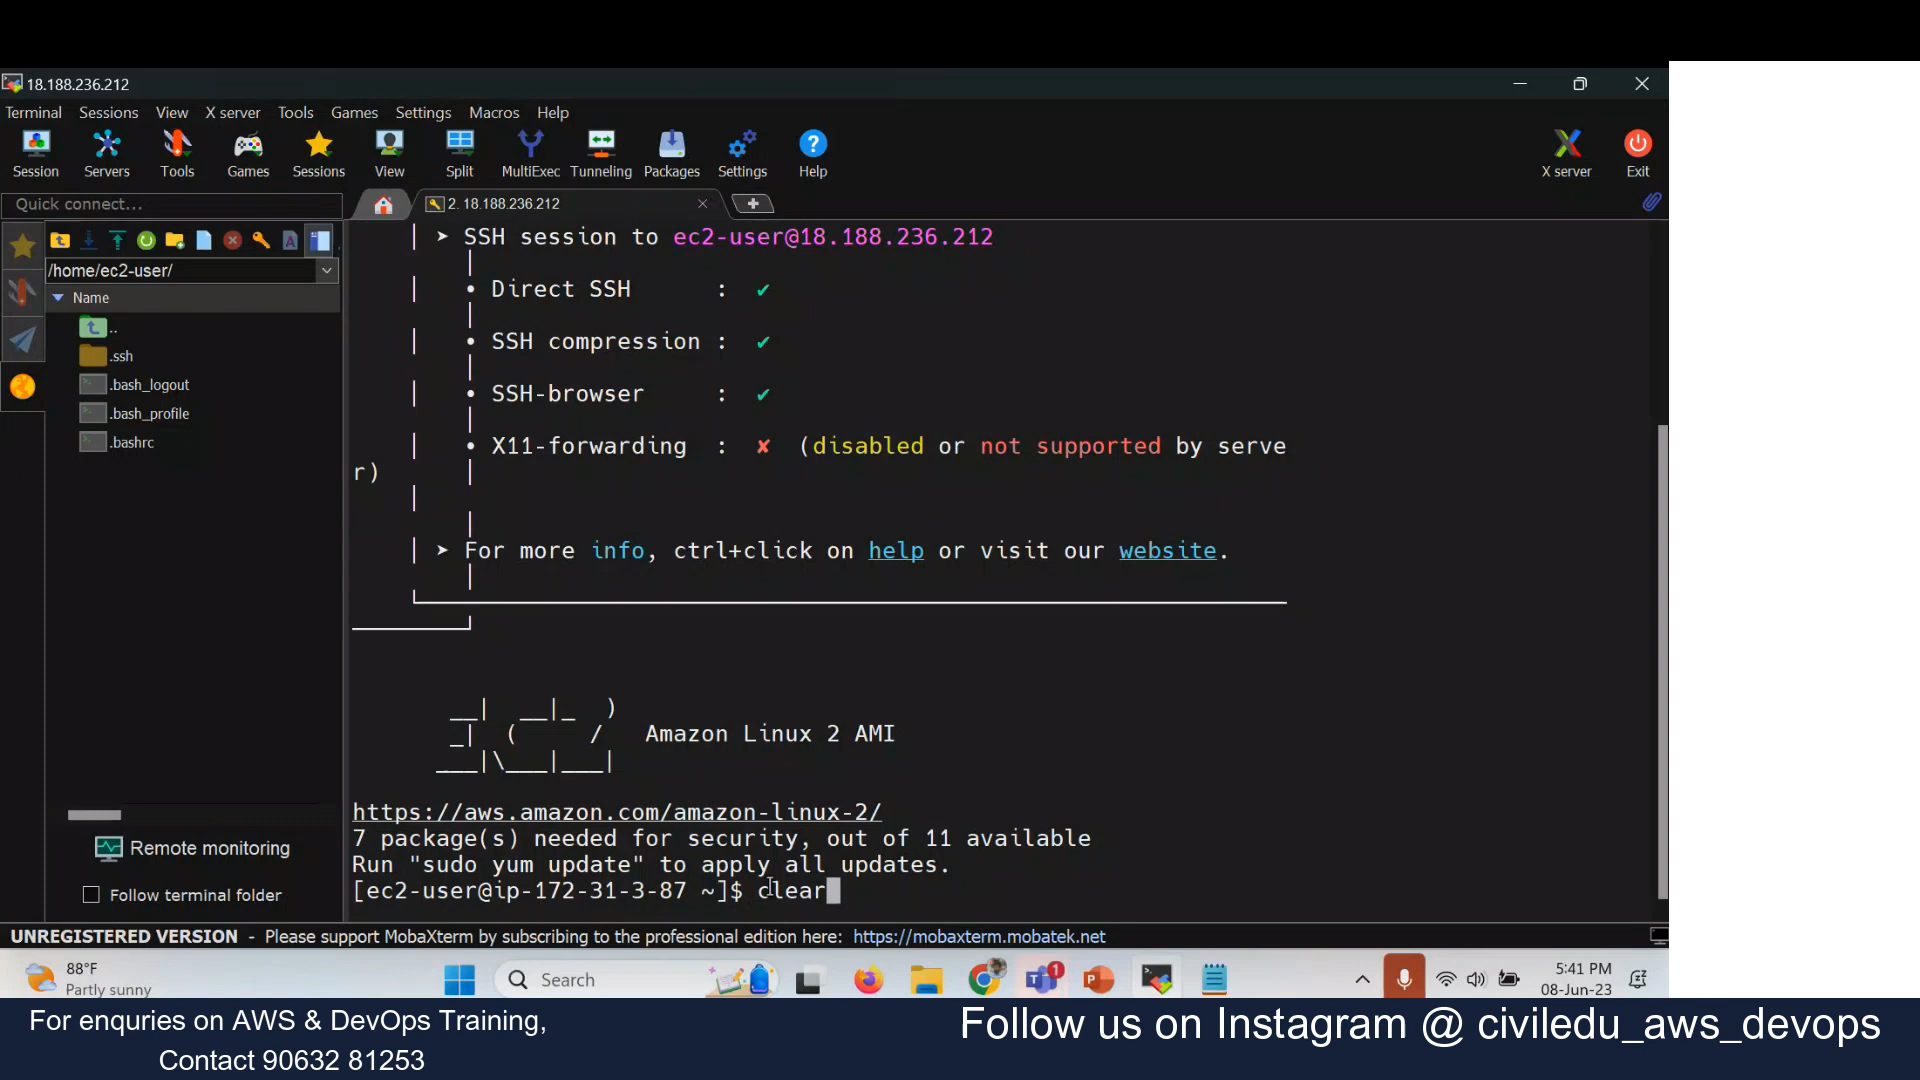 18.188.236.212
Terminal Sessions View X server Tools Games Settings Macros Help
Session Servers Tools Games Sessions View Split MultiExec Tunneling Packages Settings Help X server Exit
Quick connect...
2. 18.188.236.212
/home/ec2-user/
Name
..
.ssh
.bash_logout
.bash_profile
.bashrc
Remote monitoring
Follow terminal folder
➤ SSH session to ec2-user@18.188.236.212
• Direct SSH : ✔
• SSH compression : ✔
• SSH-browser : ✔
• X11-forwarding : ✘ (disabled or not supported by serve
r)
➤ For more info, ctrl+click on help or visit our website.
__|  __|_  )
_|  (     /   Amazon Linux 2 AMI
___|\___|___|
https://aws.amazon.com/amazon-linux-2/
7 package(s) needed for security, out of 11 available
Run "sudo yum update" to apply all updates.
[ec2-user@ip-172-31-3-87 ~]$ clear
UNREGISTERED VERSION - Please support MobaXterm by subscribing to the professional edition here: https://mobaxterm.mobatek.net
88°F
Partly sunny
Search
1
5:41 PM
08-Jun-23
For enquries on AWS & DevOps Training,
Contact 90632 81253
Follow us on Instagram @ civiledu_aws_devops